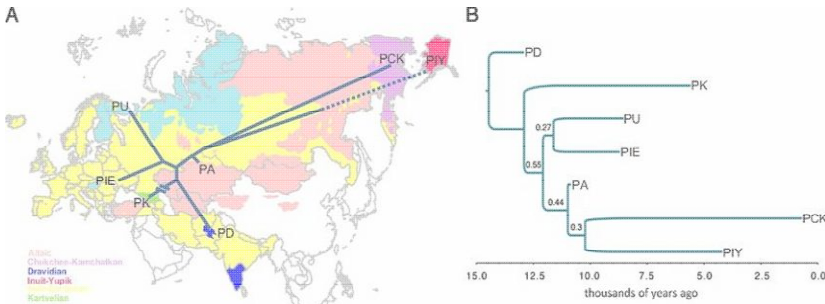 A
PCK
PIY
PU
PA
PIE
PK
PD
Altaic
Chukchee-Kamchatkan
Dravidian
Inuit-Yupik
Kartvelian
B
PD
PK
0.27
PU
0.55
PIE
PA
0.44
0.3
PCK
PIY
15.0 12.5 10.0 7.5 5.0 2.5 0.0
thousands of years ago